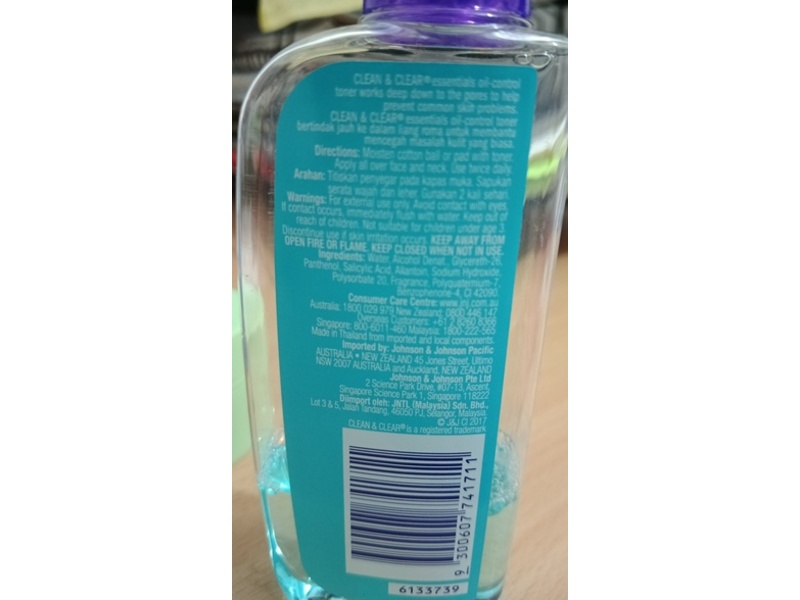 CLEAN & CLEAR® essentials oil-control
toner works deep down to the pores to help
prevent common skin problems.
CLEAN & CLEAR® essentials oil-control toner
bertindak jauh ke dalam liang roma untuk membantu
mencegah masalah kulit yang biasa.
Directions: Moisten cotton ball or pad with toner.
Apply all over face and neck. Use twice daily.
Arahan: Titiskan penyegar pada kapas muka. Sapukan
serata wajah dan leher. Gunakan 2 kali sehari.
Warnings: For external use only. Avoid contact with eyes.
If contact occurs, immediately flush with water. Keep out of
reach of children. Not suitable for children under age 3.
Discontinue use if skin irritation occurs. KEEP AWAY FROM
OPEN FIRE OR FLAME. KEEP CLOSED WHEN NOT IN USE.
Ingredients: Water, Alcohol Denat., Glycereth-26,
Panthenol, Salicylic Acid, Allantoin, Sodium Hydroxide,
Polysorbate 20, Fragrance, Polyquaternium-7,
Benzophenone-4, CI 42090
Consumer Care Centre: www.jnj.com.au
Australia: 1800 029 979 New Zealand: 0800 446 147
Overseas Customers: +61 2 8260 8366
Singapore: 800-6011-460 Malaysia: 1800-222-565
Made in Thailand from imported and local components.
Imported by: Johnson & Johnson Pacific
AUSTRALIA • NEW ZEALAND 45 Jones Street, Ultimo
NSW 2007 AUSTRALIA and Auckland, NEW ZEALAND
Johnson & Johnson Pte Ltd
2 Science Park Drive, #07-13, Ascent,
Singapore Science Park 1, Singapore 118222
Diimport oleh: JNTL (Malaysia) Sdn. Bhd.,
Lot 3 & 5, Jalan Tandang, 46050 PJ, Selangor, Malaysia.
© J&J CI 2017
CLEAN & CLEAR® is a registered trademark
9 300607 741711
6133739